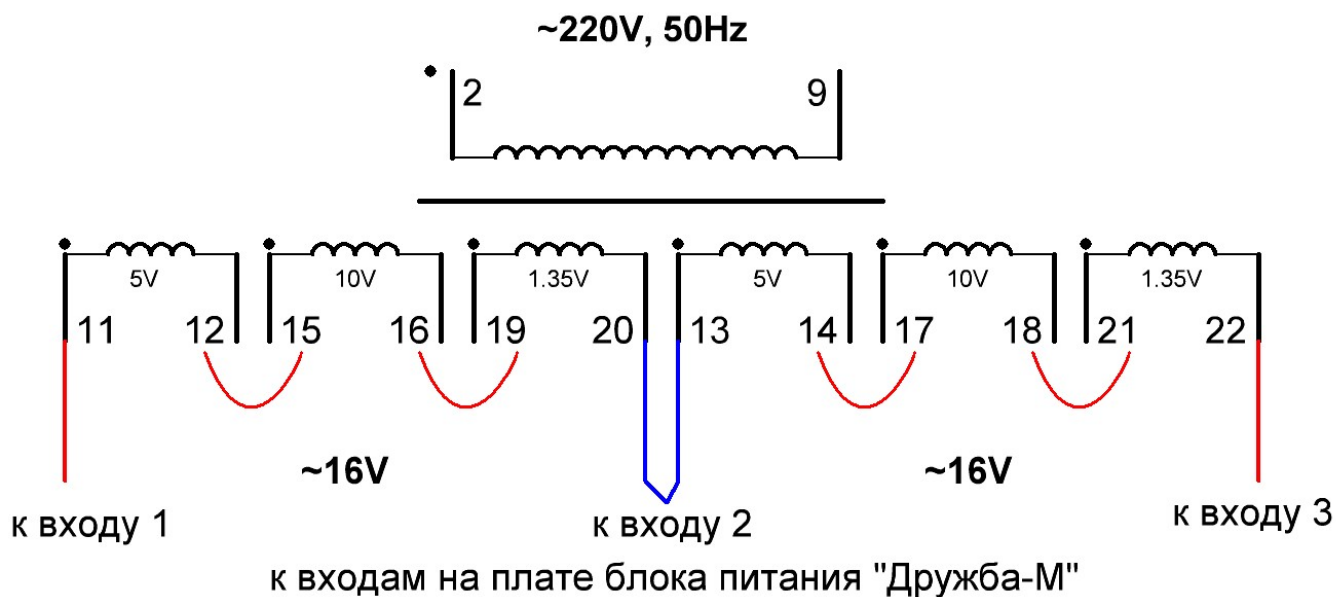 ~220V, 50Hz
2 9
5V 10V 1.35V 5V 10V 1.35V
11 12 15 16 19 20 13 14 17 18 21 22
~16V ~16V
к входу 1 к входу 2 к входу 3
к входам на плате блока питания "Дружба-М"